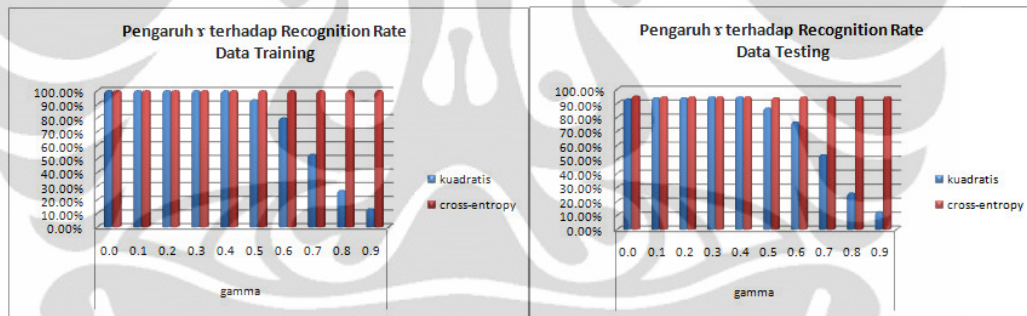 Pengaruh ɤ terhadap Recognition Rate
Data Training
100.00%
90.00%
80.00%
70.00%
60.00%
50.00%
40.00%
30.00%
20.00%
10.00%
0.00%
0.0 0.1 0.2 0.3 0.4 0.5 0.6 0.7 0.8 0.9
gamma
kuadratis
cross-entropy
Pengaruh ɤ terhadap Recognition Rate
Data Testing
100.00%
90.00%
80.00%
70.00%
60.00%
50.00%
40.00%
30.00%
20.00%
10.00%
0.00%
0.0 0.1 0.2 0.3 0.4 0.5 0.6 0.7 0.8 0.9
gamma
kuadratis
cross-entropy